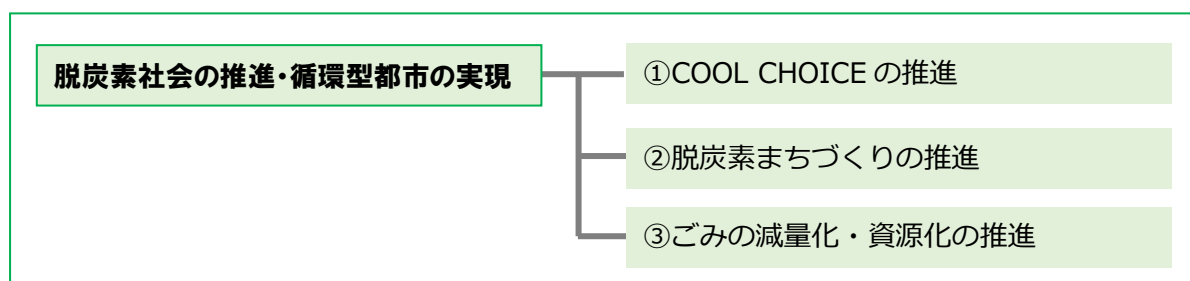 脱炭素社会の推進・循環型都市の実現
①COOL CHOICE の推進
②脱炭素まちづくりの推進
③ごみの減量化・資源化の推進